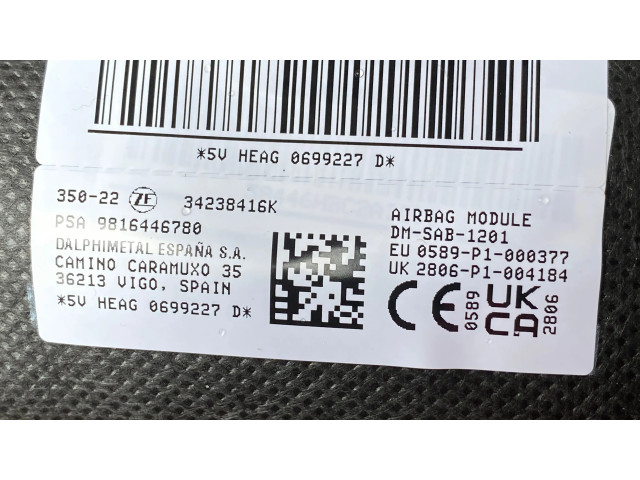 *5V HEAG 0699227 D*
350-22 ZF 34238416K
PSA 9816446780
DALPHIMETAL ESPAÑA S.A.
CAMINO CARAMUXO 35
36213 VIGO, SPAIN
*5V HEAG 0699227 D*
AIRBAG MODULE
DM-SAB-1201
EU 0589-P1-000377
UK 2806-P1-004184
CE 0589 UK CA 2806